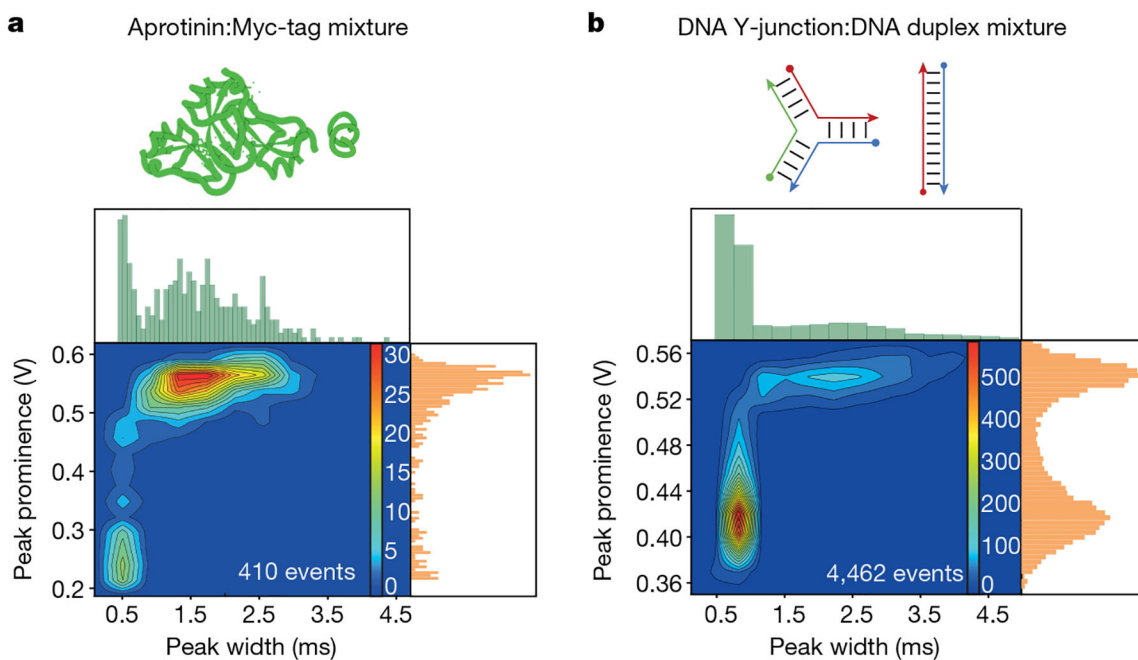 a
Aprotinin:Myc-tag mixture
0.6
0.5
0.4
0.3
0.2
Peak prominence (V)
30
25
20
15
10
5
0
410 events
0.5 1.5 2.5 3.5 4.5
Peak width (ms)
b
DNA Y-junction:DNA duplex mixture
0.56
0.52
0.48
0.44
0.40
0.36
Peak prominence (V)
500
400
300
200
100
0
4,462 events
0.5 1.5 2.5 3.5 4.5
Peak width (ms)